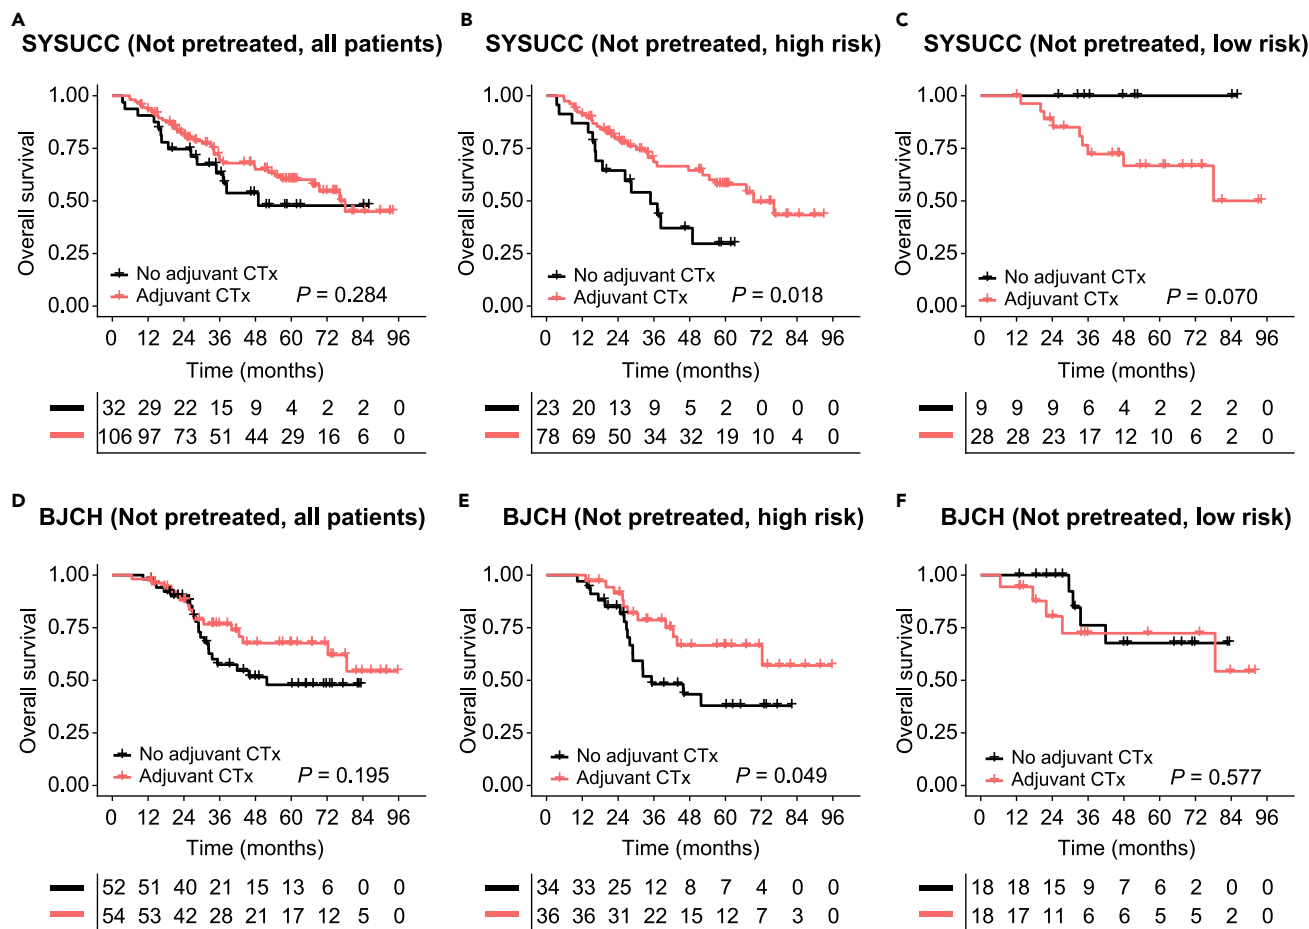 A
SYSUCC (Not pretreated, all patients)
Overall survival
1.00
0.75
0.50
0.25
0.00
No adjuvant CTx
Adjuvant CTx
P = 0.284
0 12 24 36 48 60 72 84 96
Time (months)
32 29 22 15 9 4 2 2 0
106 97 73 51 44 29 16 6 0
B
SYSUCC (Not pretreated, high risk)
Overall survival
1.00
0.75
0.50
0.25
0.00
No adjuvant CTx
Adjuvant CTx
P = 0.018
0 12 24 36 48 60 72 84 96
Time (months)
23 20 13 9 5 2 0 0 0
78 69 50 34 32 19 10 4 0
C
SYSUCC (Not pretreated, low risk)
Overall survival
1.00
0.75
0.50
0.25
0.00
No adjuvant CTx
Adjuvant CTx
P = 0.070
0 12 24 36 48 60 72 84 96
Time (months)
9 9 9 6 4 2 2 2 0
28 28 23 17 12 10 6 2 0
D
BJCH (Not pretreated, all patients)
Overall survival
1.00
0.75
0.50
0.25
0.00
No adjuvant CTx
Adjuvant CTx
P = 0.195
0 12 24 36 48 60 72 84 96
Time (months)
52 51 40 21 15 13 6 0 0
54 53 42 28 21 17 12 5 0
E
BJCH (Not pretreated, high risk)
Overall survival
1.00
0.75
0.50
0.25
0.00
No adjuvant CTx
Adjuvant CTx
P = 0.049
0 12 24 36 48 60 72 84 96
Time (months)
34 33 25 12 8 7 4 0 0
36 36 31 22 15 12 7 3 0
F
BJCH (Not pretreated, low risk)
Overall survival
1.00
0.75
0.50
0.25
0.00
No adjuvant CTx
Adjuvant CTx
P = 0.577
0 12 24 36 48 60 72 84 96
Time (months)
18 18 15 9 7 6 2 0 0
18 17 11 6 6 5 5 2 0